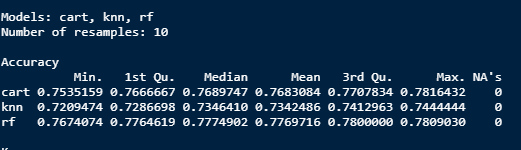 Models: cart, knn, rf
Number of resamples: 10
Accuracy
Min. 1st Qu. Median Mean 3rd Qu. Max. NA's
cart 0.7535159 0.7666667 0.7689747 0.7683084 0.7707834 0.7816432 0
knn 0.7209474 0.7286698 0.7346410 0.7342486 0.7412963 0.7444444 0
rf 0.7674074 0.7764619 0.7774902 0.7769716 0.7800000 0.7809030 0